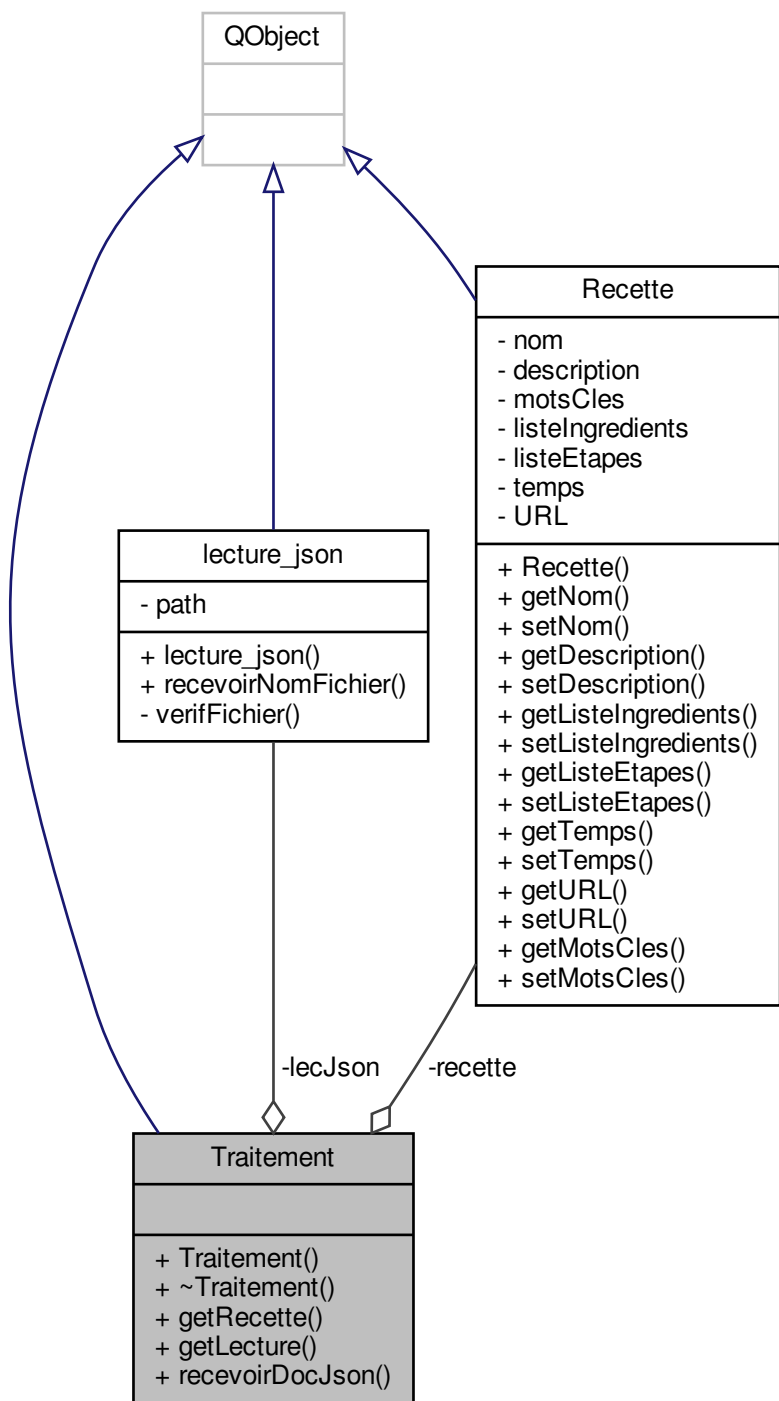 QObject
Recette
- nom
- description
- motsCles
- listeIngredients
- listeEtapes
- temps
- URL
+ Recette()
+ getNom()
+ setNom()
+ getDescription()
+ setDescription()
+ getListeIngredients()
+ setListeIngredients()
+ getListeEtapes()
+ setListeEtapes()
+ getTemps()
+ setTemps()
+ getURL()
+ setURL()
+ getMotsCles()
+ setMotsCles()
lecture_json
- path
+ lecture_json()
+ recevoirNomFichier()
- verifFichier()
-lecJson
-recette
Traitement
+ Traitement()
+ ~Traitement()
+ getRecette()
+ getLecture()
+ recevoirDocJson()